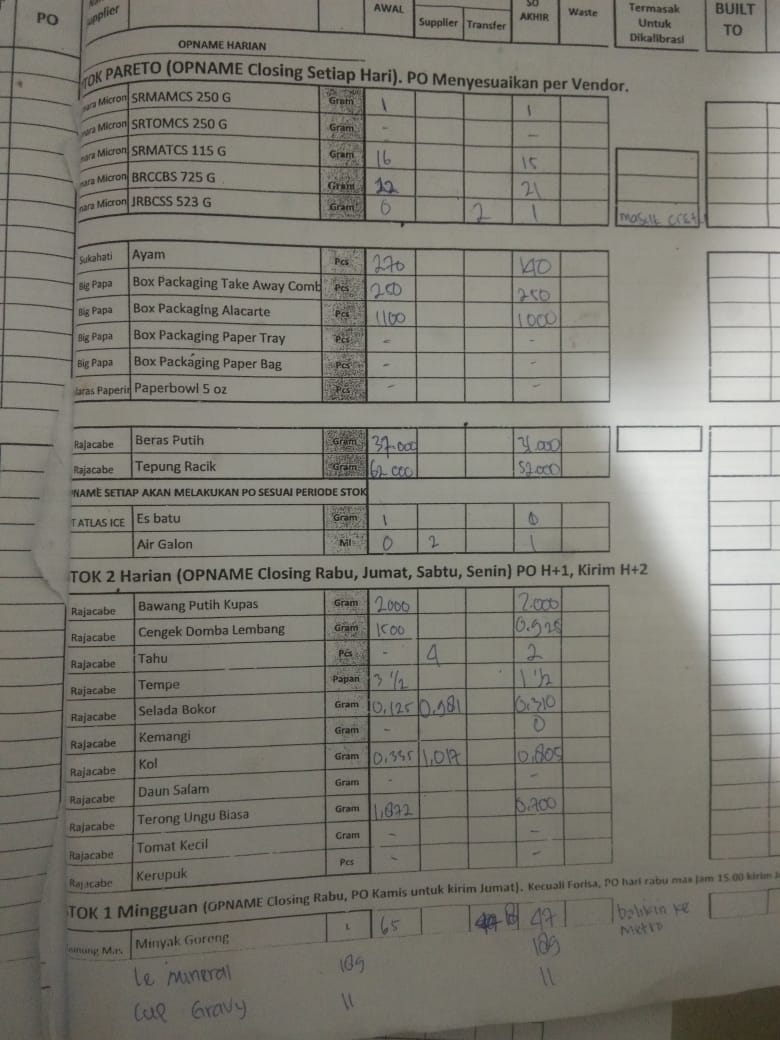 PO
Supplier AWAL Supplier Transfer SO AKHIR Waste Termasak Untuk Dikalibrasi BUILT TO
OPNAME HARIAN
TOK PARETO (OPNAME Closing Setiap Hari). PO Menyesuaikan per Vendor.
nara Micron SRMAMCS 250 G Gram 1 1
nara Micron SRTOMCS 250 G Gram - -
nara Micron SRMATCS 115 G Gram 16 15
nara Micron BRCCBS 725 G Gram 22 21
nara Micron JRBCSS 523 G Gram 0 2 1
Sukahati Ayam Pcs 270 140
Big Papa Box Packaging Take Away Comb Pcs 250 250
Big Papa Box Packaging Alacarte Pcs 1100 1000
Big Papa Box Packaging Paper Tray Pcs - -
Big Papa Box Packaging Paper Bag Pcs - -
laras Paperin Paperbowl 5 oz Pcs - -
Rajacabe Beras Putih Gram 37.000 31.000
Rajacabe Tepung Racik Gram 62 000 52.000
NAME SETIAP AKAN MELAKUKAN PO SESUAI PERIODE STOK
T ATLAS ICE Es batu Gram 1 0
Air Galon Ml 0 2 1
TOK 2 Harian (OPNAME Closing Rabu, Jumat, Sabtu, Senin) PO H+1, Kirim H+2
Rajacabe Bawang Putih Kupas Gram 2000 2.000
Rajacabe Cengek Domba Lembang Gram 1500 0.925
Rajacabe Tahu Pcs - 4 2
Rajacabe Tempe Papan 3 1/2 1 1/2
Rajacabe Selada Bokor Gram 0,125 0,981 0,310
Rajacabe Kemangi Gram - 0
Rajacabe Kol Gram 0,355 1,017 0,805
Rajacabe Daun Salam Gram - -
Rajacabe Terong Ungu Biasa Gram 1,872 0.700
Rajacabe Tomat Kecil Gram - -
Rajacabe Kerupuk Pcs - -
TOK 1 Mingguan (OPNAME Closing Rabu, PO Kamis untuk kirim Jumat). Kecuali Forisa, PO hari rabu max jam 15.00 kirim
Minyak Goreng L 65 8 47 balikin ke Metro
Le mineral 189 189
Cup Gravy 11 11